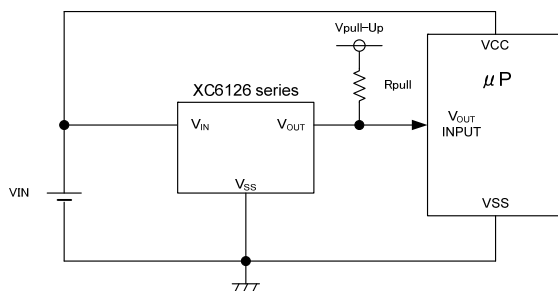 Vpull-Up
VCC
Rpull
μP
XC6126 series
VIN
VOUT
VOUT
INPUT
VIN
VSS
VSS